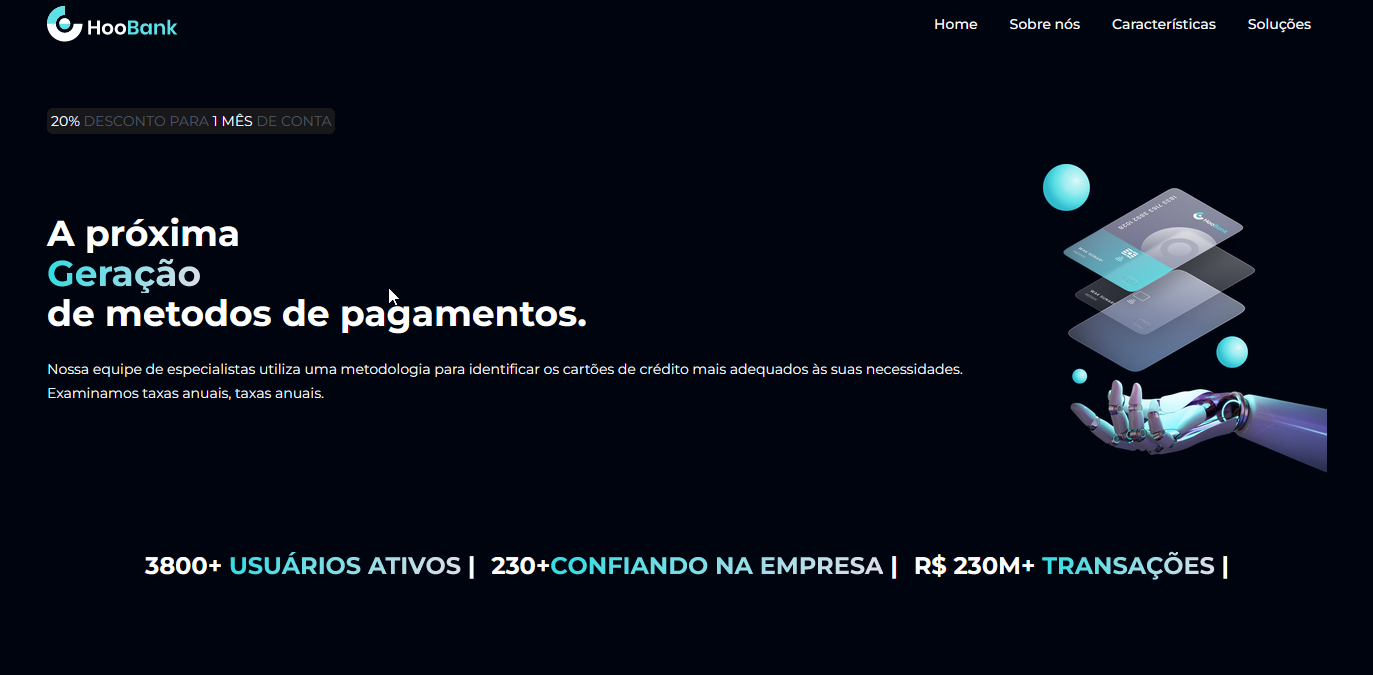 HooBank
Home Sobre nós Características Soluções
20% DESCONTO PARA 1 MÊS DE CONTA
A próxima
Geração
de metodos de pagamentos.
Nossa equipe de especialistas utiliza uma metodologia para identificar os cartões de crédito mais adequados às suas necessidades.
Examinamos taxas anuais, taxas anuais.
HooBank
3800+ USUÁRIOS ATIVOS | 230+CONFIANDO NA EMPRESA | R$ 230M+ TRANSAÇÕES |